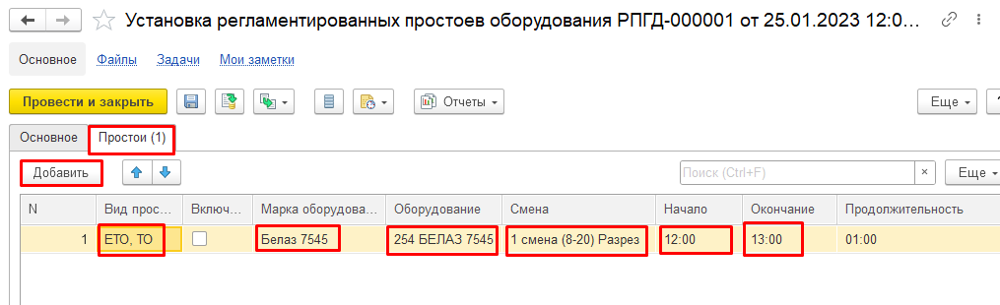 Установка регламентированных простоев оборудования РПГД-000001 от 25.01.2023 12:0...
Основное Файлы Задачи Мои заметки
Провести и закрыть Отчеты Еще ?
Основное Простои (1)
Добавить Поиск (Ctrl+F) × Еще
N Вид прос... Включ... Марка оборудова... Оборудование Смена Начало Окончание Продолжительность
1 ЕТО, ТО Белаз 7545 254 БЕЛАЗ 7545 1 смена (8-20) Разрез 12:00 13:00 01:00